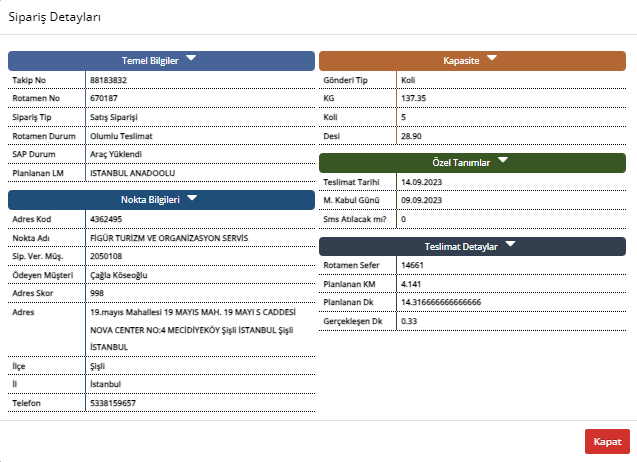 Sipariş Detayları
Temel Bilgiler
Takip No 88183832
Rotamen No 670187
Sipariş Tip Satış Siparişi
Rotamen Durum Olumlu Teslimat
SAP Durum Araç Yüklendi
Planlanan LM ISTANBUL ANADOOLU
Nokta Bilgileri
Adres Kod 4362495
Nokta Adı FİGÜR TURİZM VE ORGANİZASYON SERVİS
Sip. Ver. Müş. 2050108
Ödeyen Müşteri Çağla Köseoğlu
Adres Skor 998
Adres 19.mayıs Mahallesi 19 MAYIS MAH. 19 MAYI S CADDESİ
NOVA CENTER NO:4 MECİDİYEKÖY Şişli İSTANBUL Şişli
İSTANBUL
İlçe Şişli
İl İstanbul
Telefon 5338159657
Kapasite
Gönderi Tip Koli
KG 137.35
Koli 5
Desi 28.90
Özel Tanımlar
Teslimat Tarihi 14.09.2023
M. Kabul Günü 09.09.2023
Sms Atılacak mı? 0
Teslimat Detaylar
Rotamen Sefer 14661
Planlanan KM 4.141
Planlanan Dk 14.316666666666666
Gerçekleşen Dk 0.33
Kapat